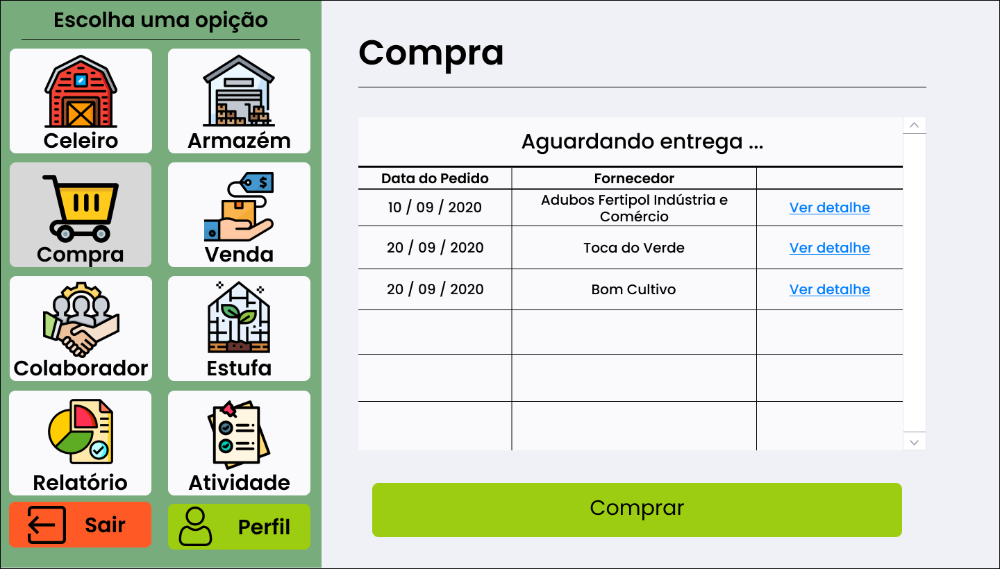 Escolha uma opção
Celeiro
Armazém
Compra
Venda
Colaborador
Estufa
Relatório
Atividade
Sair
Perfil
Compra
Aguardando entrega ...
Data do Pedido Fornecedor
10 / 09 / 2020 Adubos Fertipol Indústria e
Comércio Ver detalhe
20 / 09 / 2020 Toca do Verde Ver detalhe
20 / 09 / 2020 Bom Cultivo Ver detalhe
Comprar